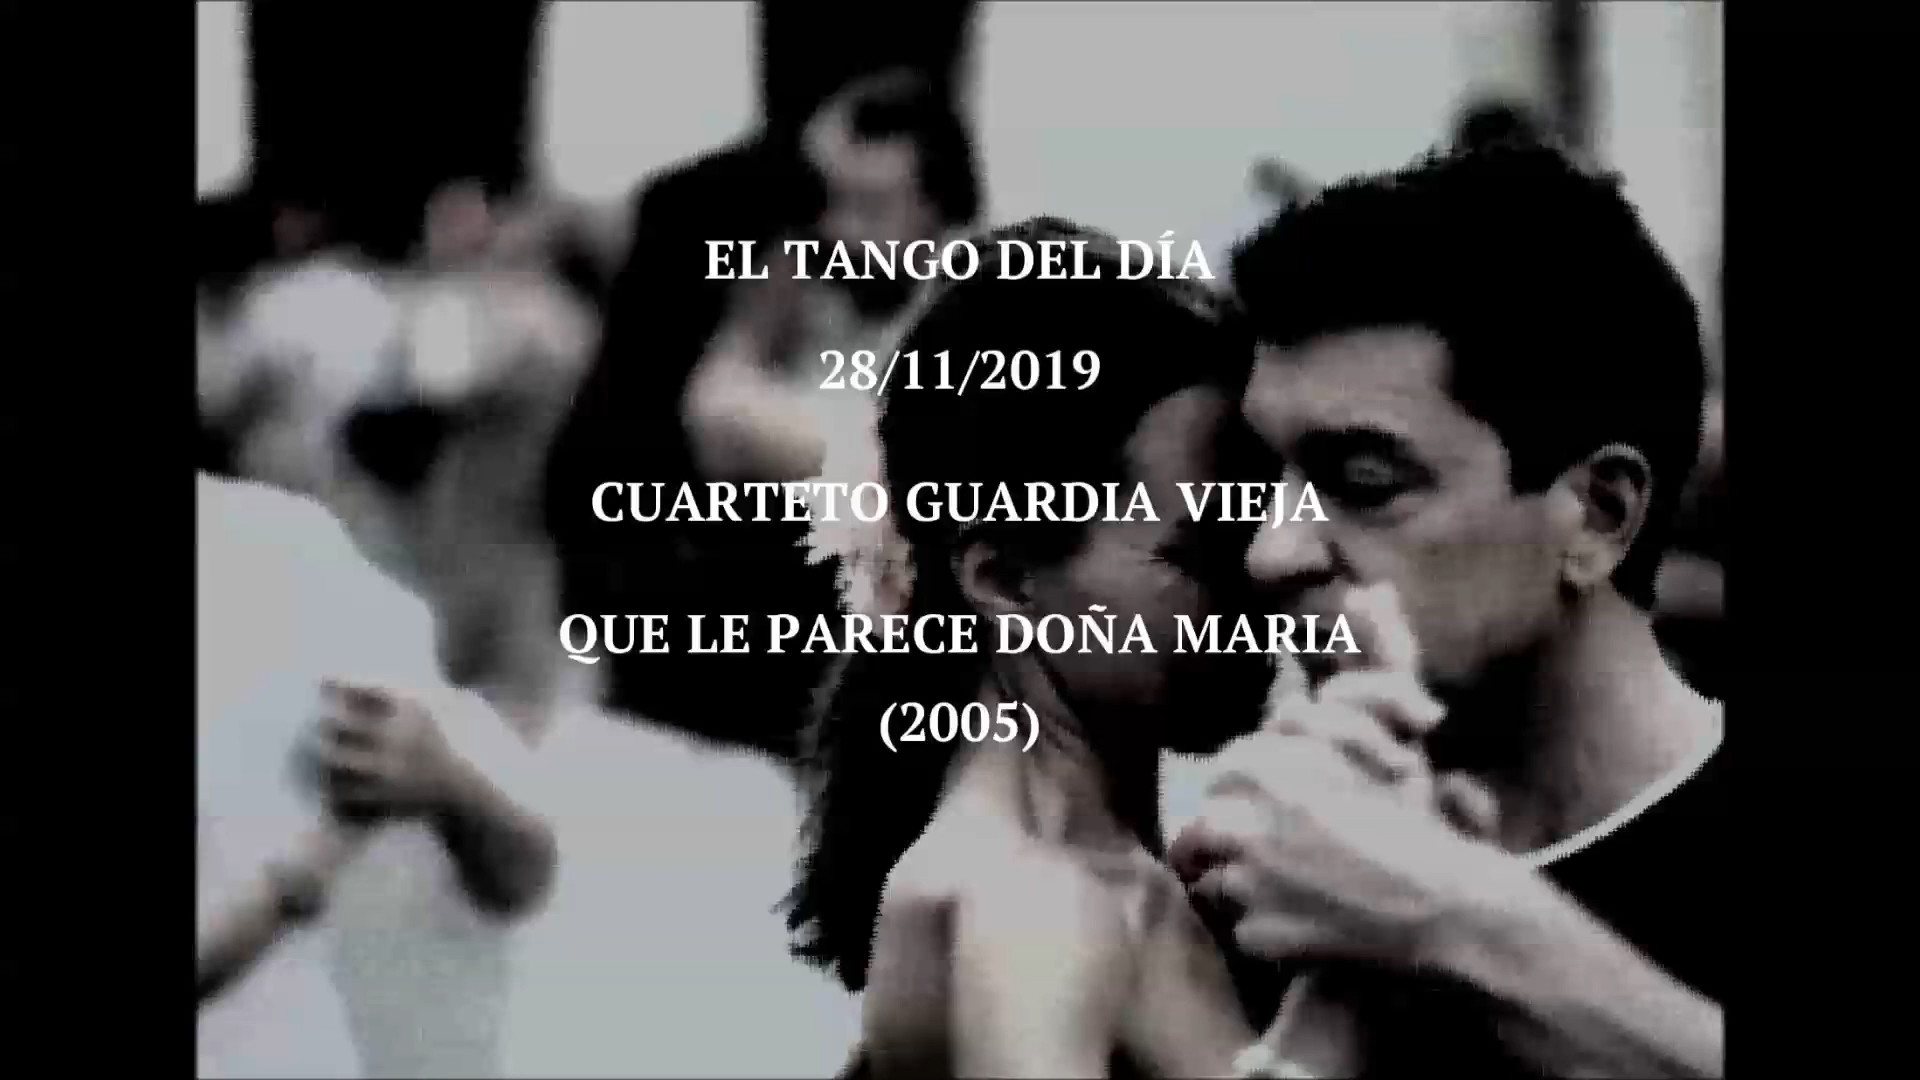 EL TANGO DEL DÍA
28/11/2019
CUARTETO GUARDIA VIEJA
QUE LE PARECE DOÑA MARIA
(2005)